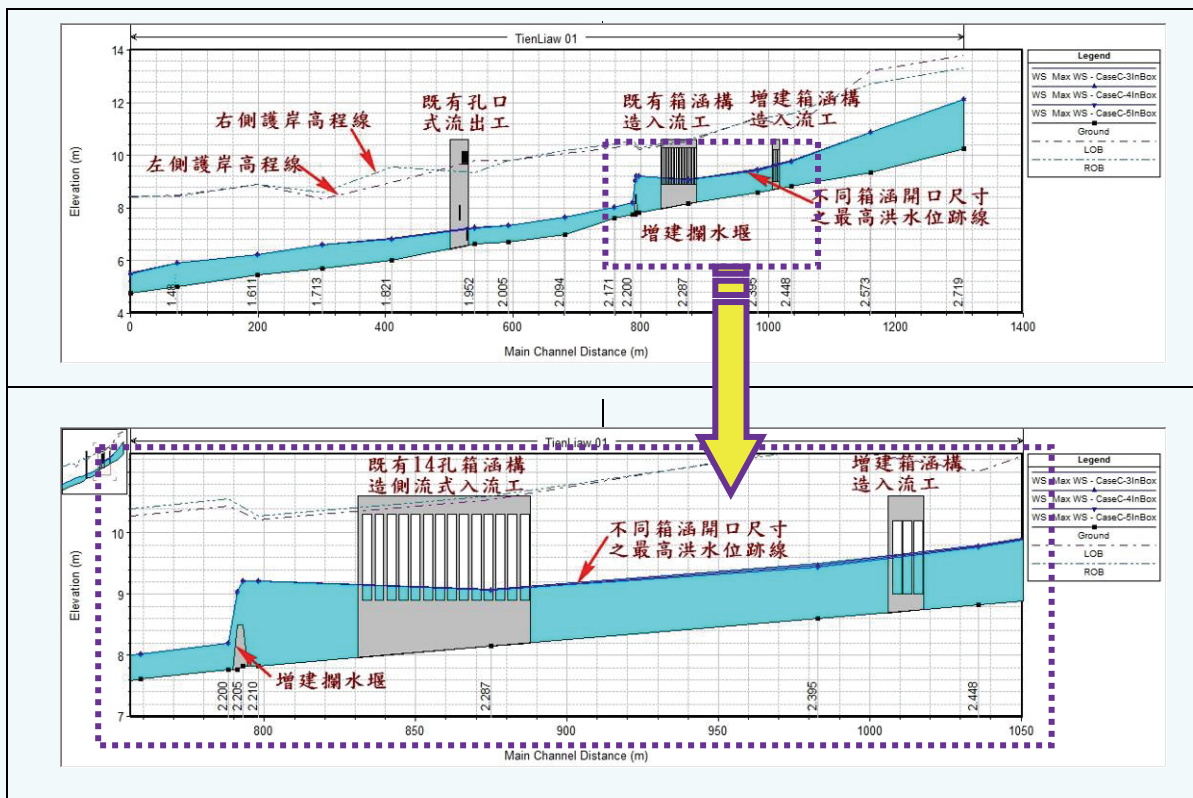 TienLiaw 01
14
12
10
8
6
4
Elevation (m)
既有孔口
式流出工
右側護岸高程線
左側護岸高程線
既有箱涵構
造入流工
增建箱涵構
造入流工
不同箱涵開口尺寸
之最高洪水位跡線
增建攔水堰
1.611
1.713
1.821
1.952
2.005
2.094
2.171
2.200
2.287
2.395
2.448
2.573
2.719
0
200
400
600
800
1000
1200
1400
Main Channel Distance (m)
Legend
WS Max WS - CaseC-3InBox
WS Max WS - CaseC-4InBox
WS Max WS - CaseC-5InBox
Ground
LOB
ROB
TienLiaw 01
10
9
8
7
Elevation (m)
既有14孔箱涵構
造側流式入流工
增建箱涵構
造入流工
不同箱涵開口尺寸
之最高洪水位跡線
增建攔水堰
2.200
2.205
2.210
2.287
2.395
2.448
800
850
900
950
1000
1050
Main Channel Distance (m)
Legend
WS Max WS - CaseC-3InBox
WS Max WS - CaseC-4InBox
WS Max WS - CaseC-5InBox
Ground
LOB
ROB